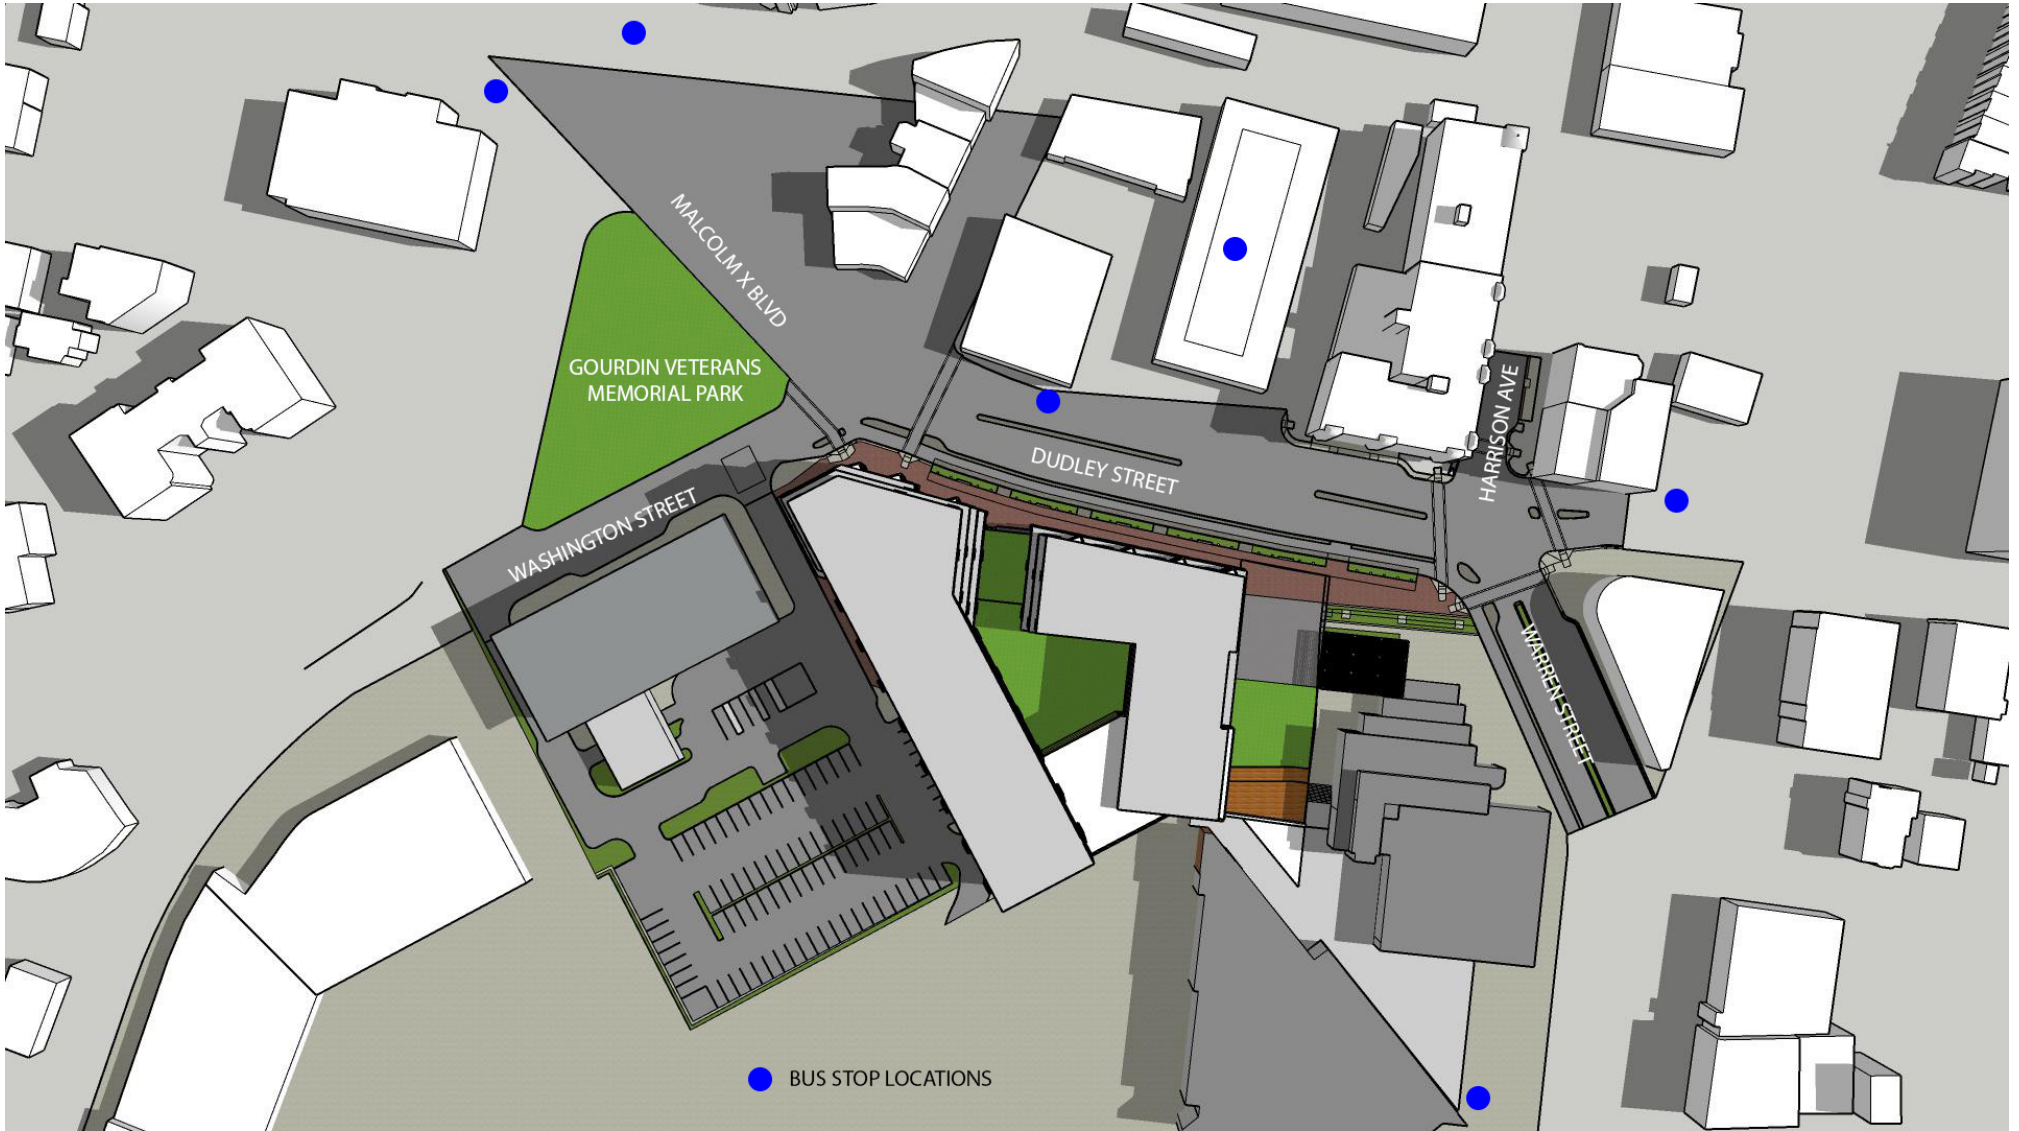 MALCOLM X BLVD
GOURDIN VETERANS
MEMORIAL PARK
HARRISON AVE
DUDLEY STREET
WASHINGTON STREET
WARREN STREET
BUS STOP LOCATIONS